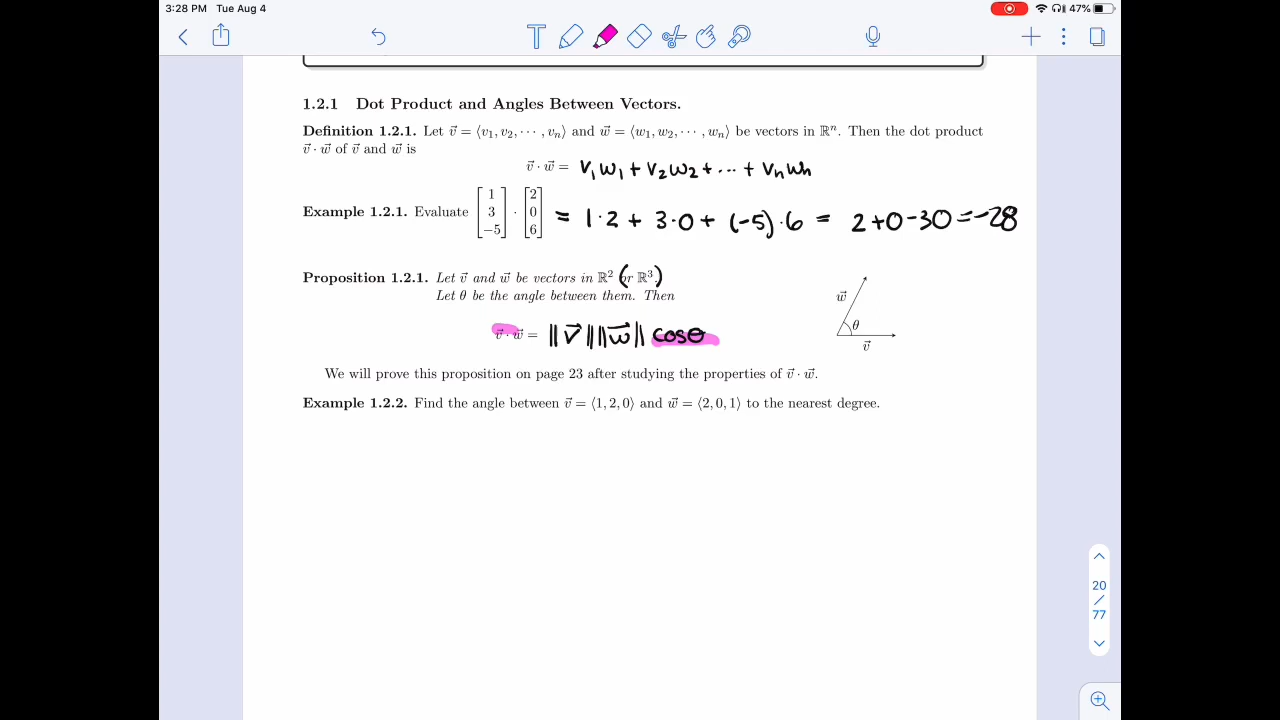 3:28 PM Tue Aug 4 47%
1.2.1 Dot Product and Angles Between Vectors.
Definition 1.2.1. Let v⃗ = ⟨v₁, v₂, ⋯, vₙ⟩ and w⃗ = ⟨w₁, w₂, ⋯, wₙ⟩ be vectors in ℝⁿ. Then the dot product
v⃗ · w⃗ of v⃗ and w⃗ is
v⃗ · w⃗ = v₁w₁ + v₂w₂ + ... + vₙwₙ
Example 1.2.1. Evaluate [1 3 −5] · [2 0 6] = 1·2 + 3·0 + (−5)·6 = 2+0−30=−28
Proposition 1.2.1. Let v⃗ and w⃗ be vectors in ℝ² (or ℝ³.)
Let θ be the angle between them. Then
v⃗ · w⃗ = ‖v⃗‖‖w⃗‖ cosθ
w⃗
θ
v⃗
We will prove this proposition on page 23 after studying the properties of v⃗ · w⃗.
Example 1.2.2. Find the angle between v⃗ = ⟨1, 2, 0⟩ and w⃗ = ⟨2, 0, 1⟩ to the nearest degree.
20
/
77